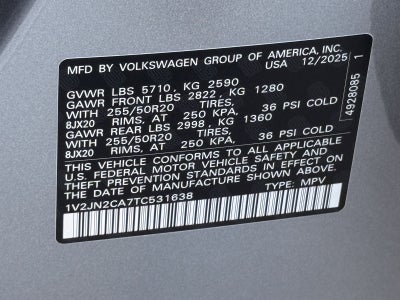 MFD BY VOLKSWAGEN GROUP OF AMERICA, INC.
USA 12/2025
GVWR LBS 5710, KG 2590
GAWR FRONT LBS 2822, KG 1280
WITH 255/50R20 TIRES,
8JX20 RIMS, AT 250 KPA, 36 PSI COLD
GAWR REAR LBS 2998, KG 1360
WITH 255/50R20 TIRES,
8JX20 RIMS, AT 250 KPA, 36 PSI COLD
THIS VEHICLE CONFORMS TO ALL APPLICABLE
U.S. FEDERAL MOTOR VEHICLE SAFETY AND
THEFT PREVENTION STANDARDS IN EFFECT ON
THE DATE OF MANUFACTURE SHOWN ABOVE.
1V2JN2CA7TC531638 TYPE: MPV
4928085 1